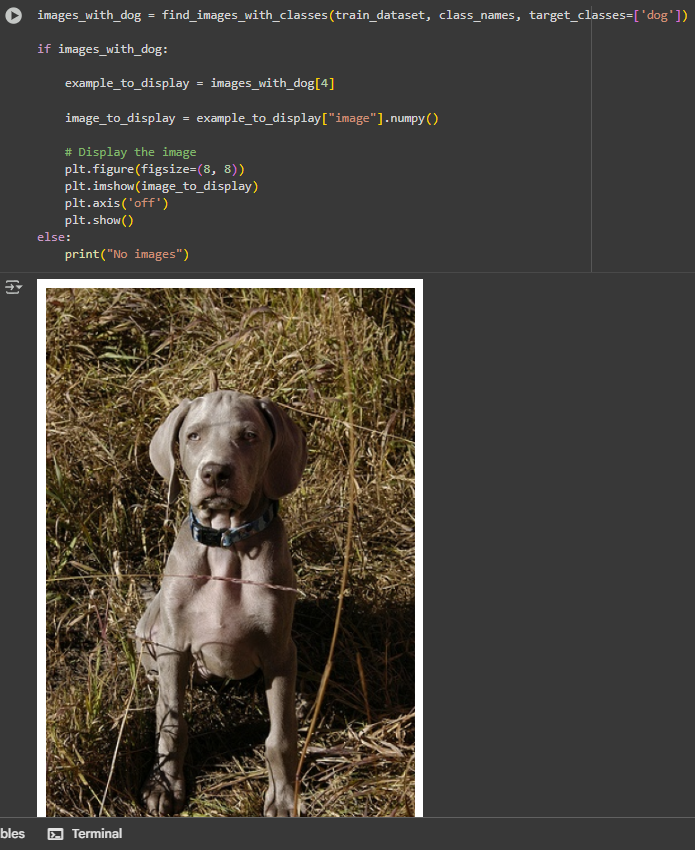 images_with_dog = find_images_with_classes(train_dataset, class_names, target_classes=['dog'])
if images_with_dog:
example_to_display = images_with_dog[4]
image_to_display = example_to_display["image"].numpy()
# Display the image
plt.figure(figsize=(8, 8))
plt.imshow(image_to_display)
plt.axis('off')
plt.show()
else:
print("No images")
bles Terminal